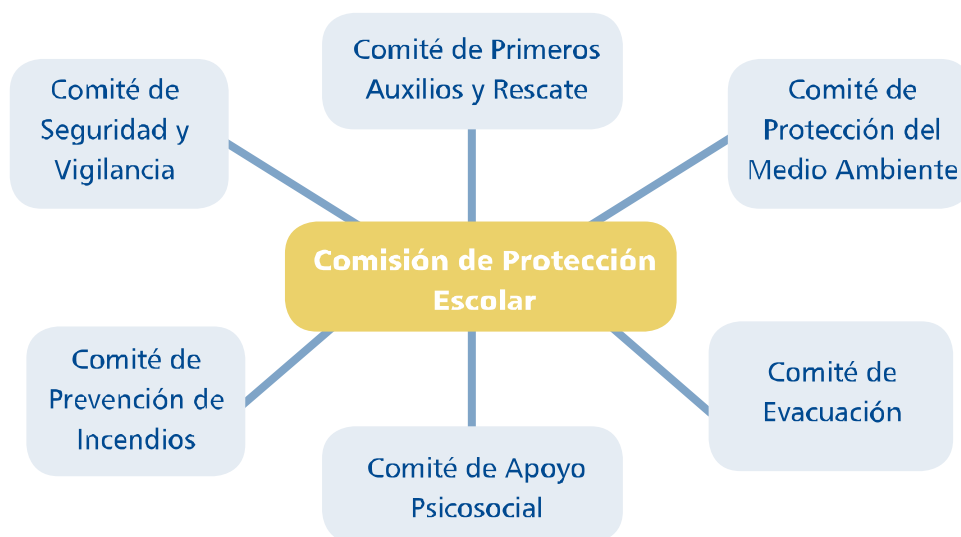 Comité de Primeros
Auxilios y Rescate
Comité de
Seguridad y
Vigilancia
Comité de
Protección del
Medio Ambiente
Comisión de Protección
Escolar
Comité de
Prevención de
Incendios
Comité de Apoyo
Psicosocial
Comité de
Evacuación